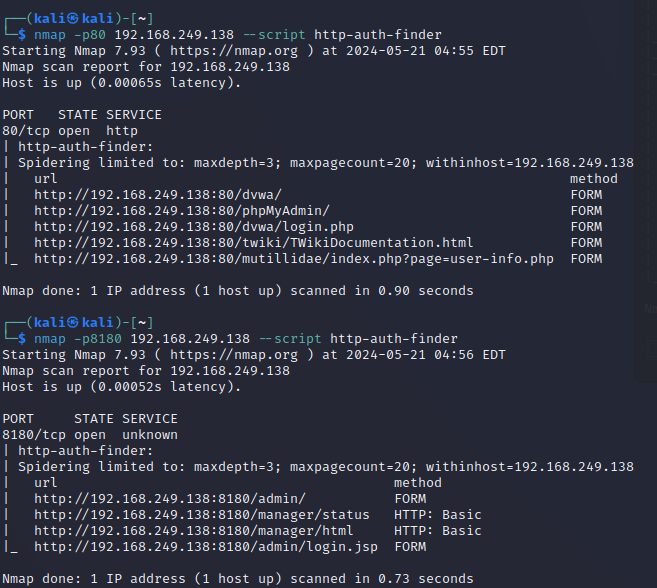 ┌──(kali㉿kali)-[~]
└─$ nmap -p80 192.168.249.138 --script http-auth-finder
Starting Nmap 7.93 ( https://nmap.org ) at 2024-05-21 04:55 EDT
Nmap scan report for 192.168.249.138
Host is up (0.00065s latency).

PORT   STATE SERVICE
80/tcp open  http
| http-auth-finder:
| Spidering limited to: maxdepth=3; maxpagecount=20; withinhost=192.168.249.138
|   url                                                                method
|   http://192.168.249.138:80/dvwa/                                    FORM
|   http://192.168.249.138:80/phpMyAdmin/                              FORM
|   http://192.168.249.138:80/dvwa/login.php                           FORM
|   http://192.168.249.138:80/twiki/TWikiDocumentation.html            FORM
|_  http://192.168.249.138:80/mutillidae/index.php?page=user-info.php  FORM

Nmap done: 1 IP address (1 host up) scanned in 0.90 seconds

┌──(kali㉿kali)-[~]
└─$ nmap -p8180 192.168.249.138 --script http-auth-finder
Starting Nmap 7.93 ( https://nmap.org ) at 2024-05-21 04:56 EDT
Nmap scan report for 192.168.249.138
Host is up (0.00052s latency).

PORT     STATE SERVICE
8180/tcp open  unknown
| http-auth-finder:
| Spidering limited to: maxdepth=3; maxpagecount=20; withinhost=192.168.249.138
|   url                                          method
|   http://192.168.249.138:8180/admin/           FORM
|   http://192.168.249.138:8180/manager/status   HTTP: Basic
|   http://192.168.249.138:8180/manager/html     HTTP: Basic
|_  http://192.168.249.138:8180/admin/login.jsp  FORM

Nmap done: 1 IP address (1 host up) scanned in 0.73 seconds